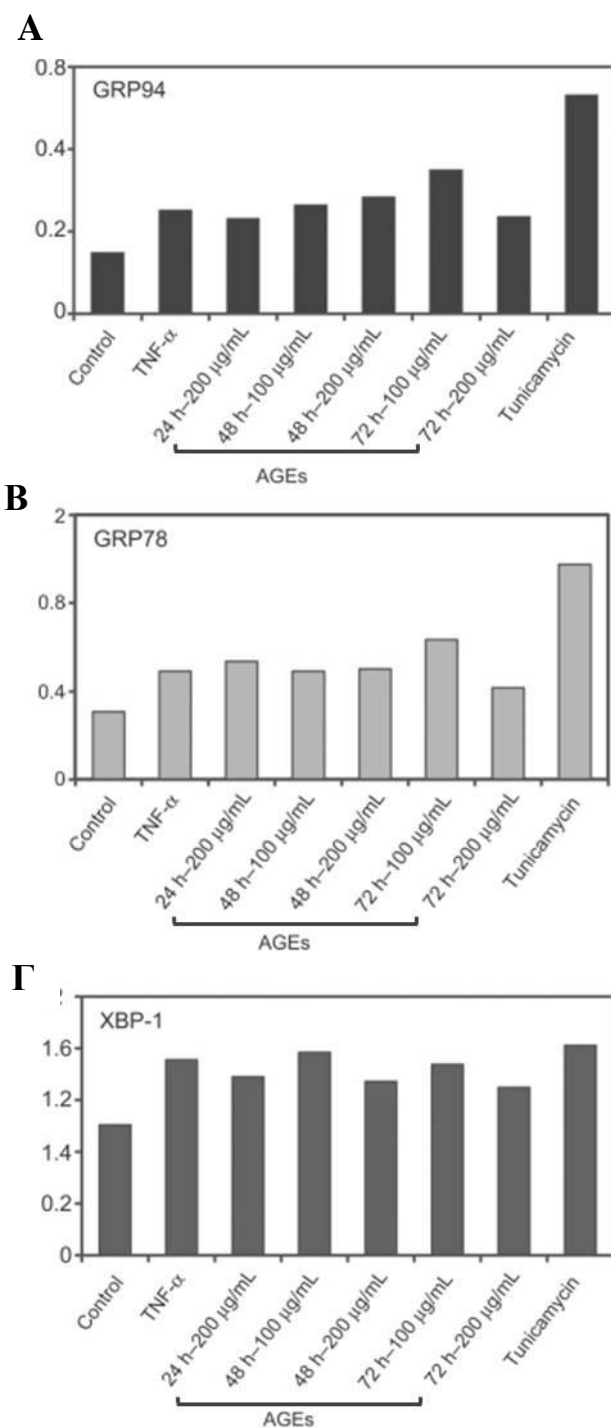 A
0.8
GRP94
0.4
0.2
0
Control
TNF-α
24 h–200 µg/mL
48 h–100 µg/mL
48 h–200 µg/mL
72 h–100 µg/mL
72 h–200 µg/mL
Tunicamycin
AGEs
B
2
GRP78
0.8
0.4
0
Control
TNF-α
24 h–200 µg/mL
48 h–100 µg/mL
48 h–200 µg/mL
72 h–100 µg/mL
72 h–200 µg/mL
Tunicamycin
AGEs
Γ
XBP-1
1.6
1.2
1.4
0.2
0
Control
TNF-α
24 h–200 µg/mL
48 h–100 µg/mL
48 h–200 µg/mL
72 h–100 µg/mL
72 h–200 µg/mL
Tunicamycin
AGEs